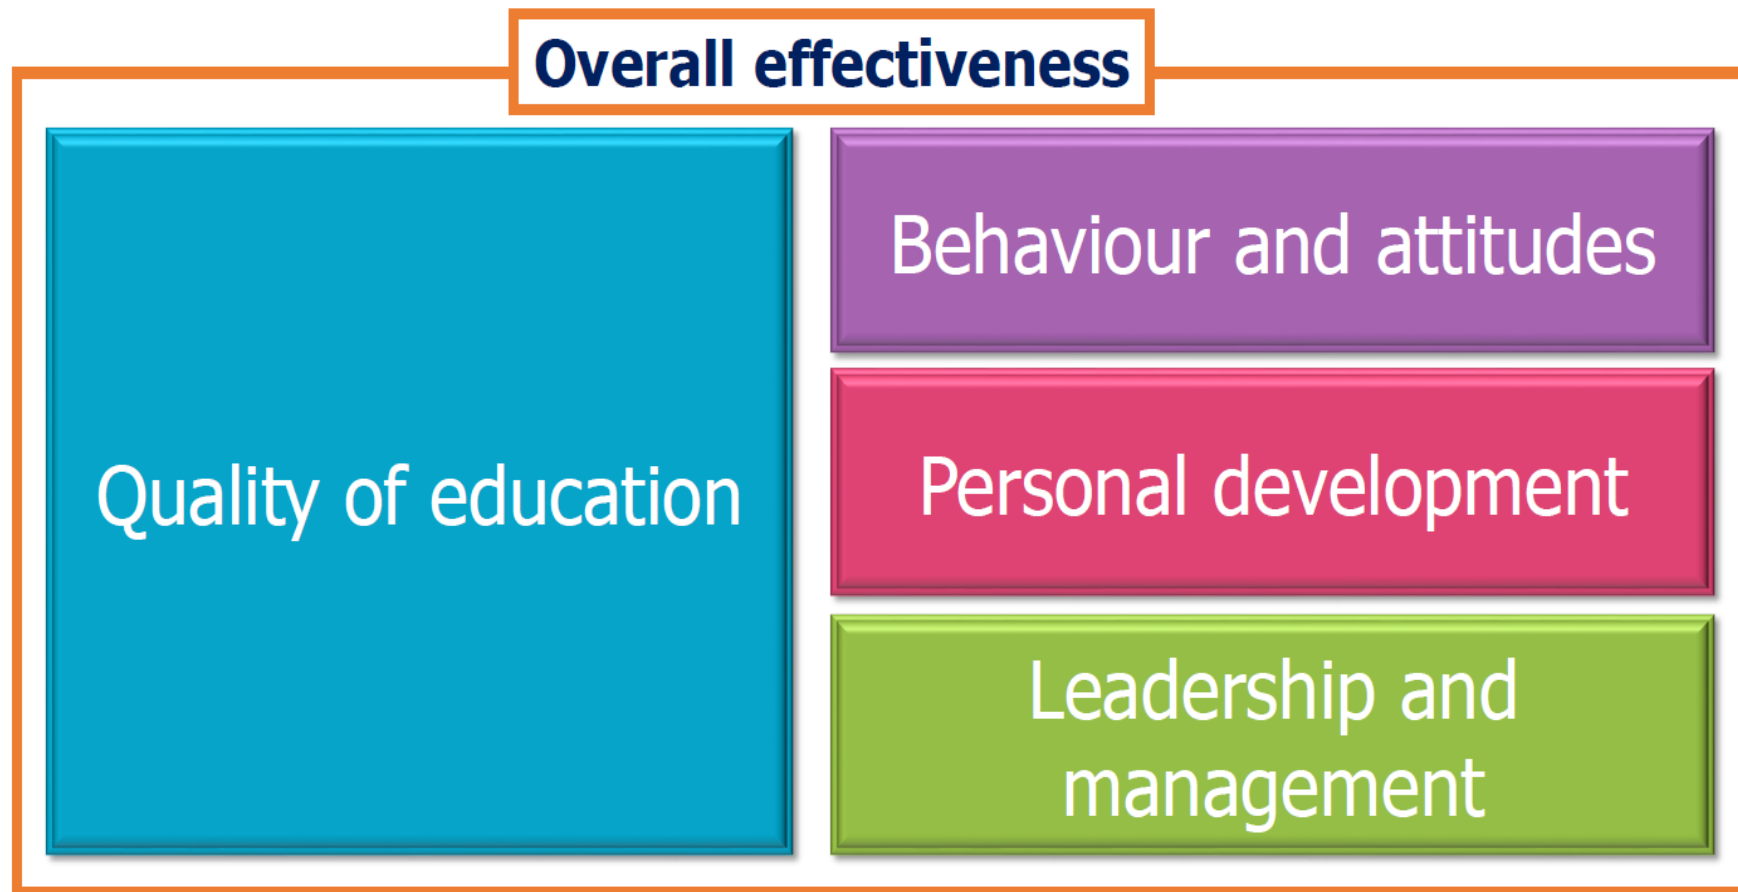 Overall effectiveness
Quality of education
Behaviour and attitudes
Personal development
Leadership and
management